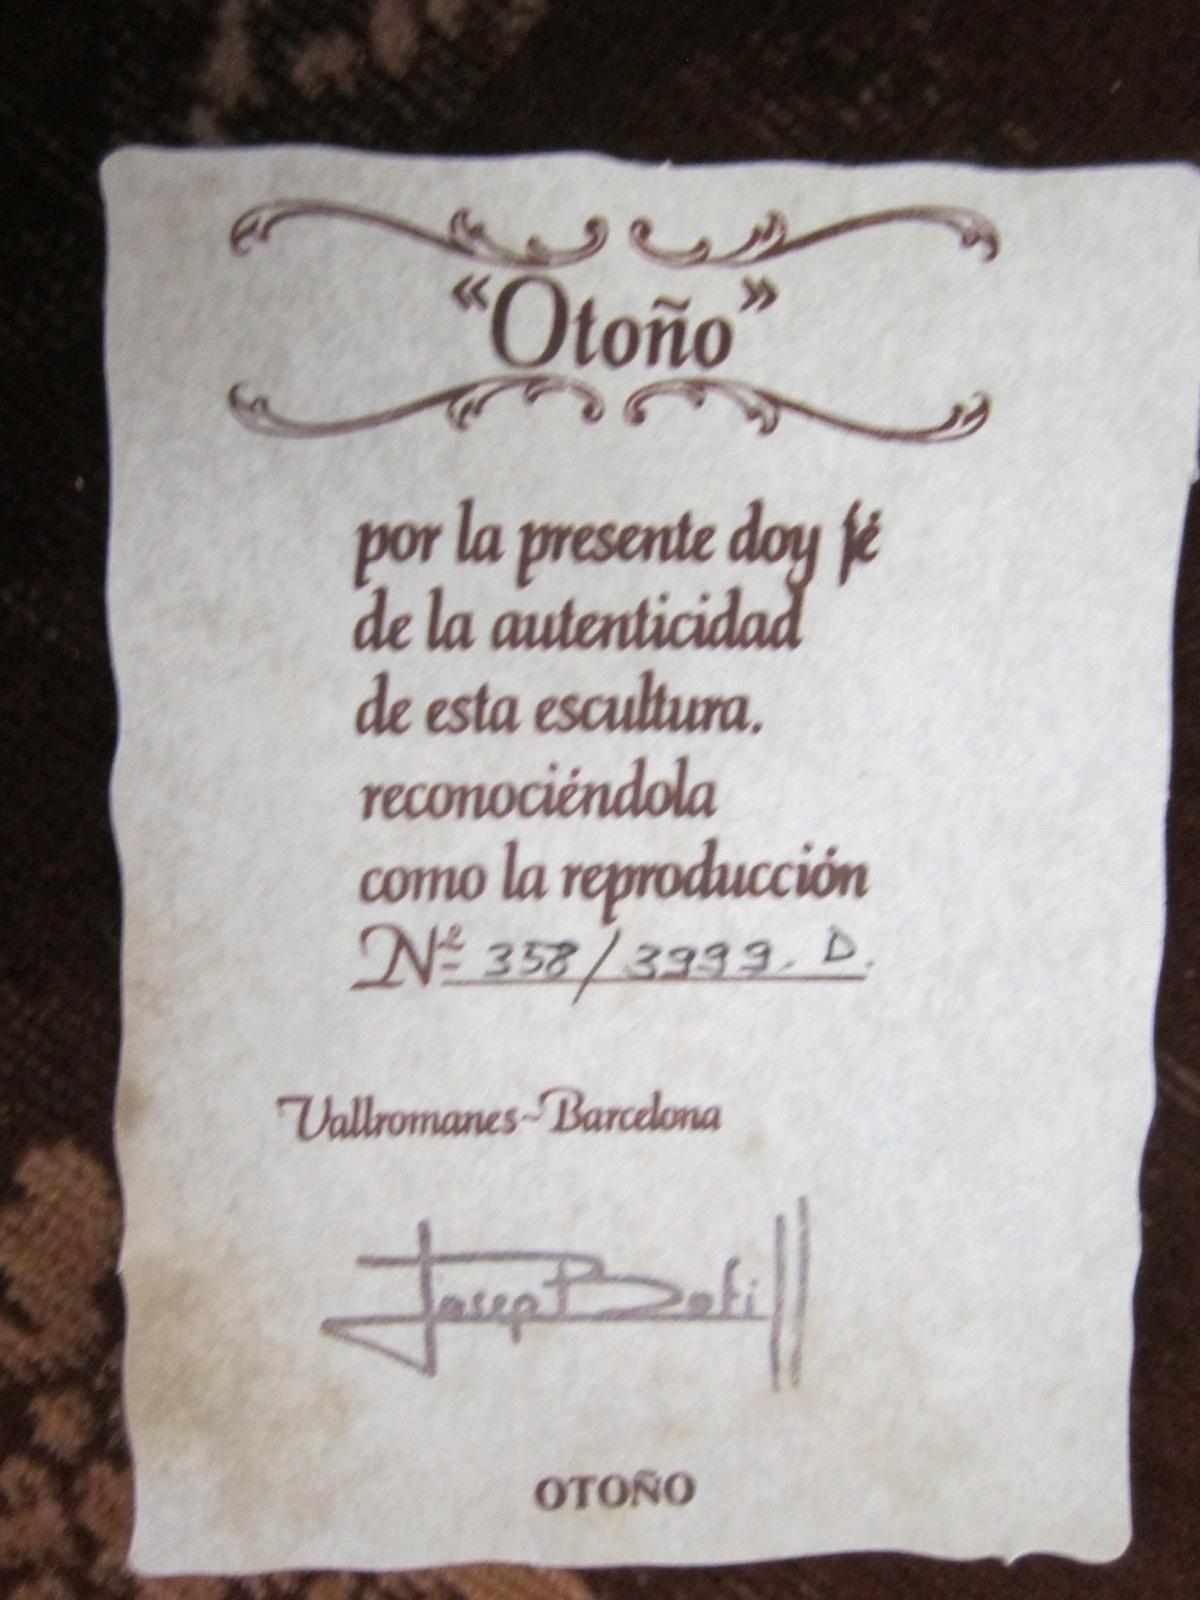 “Otoño”
por la presente doy fé
de la autenticidad
de esta escultura.
reconociéndola
como la reproducción
Nº 358/3999. D.
Vallromanes-Barcelona
Josep Bofill
OTOÑO